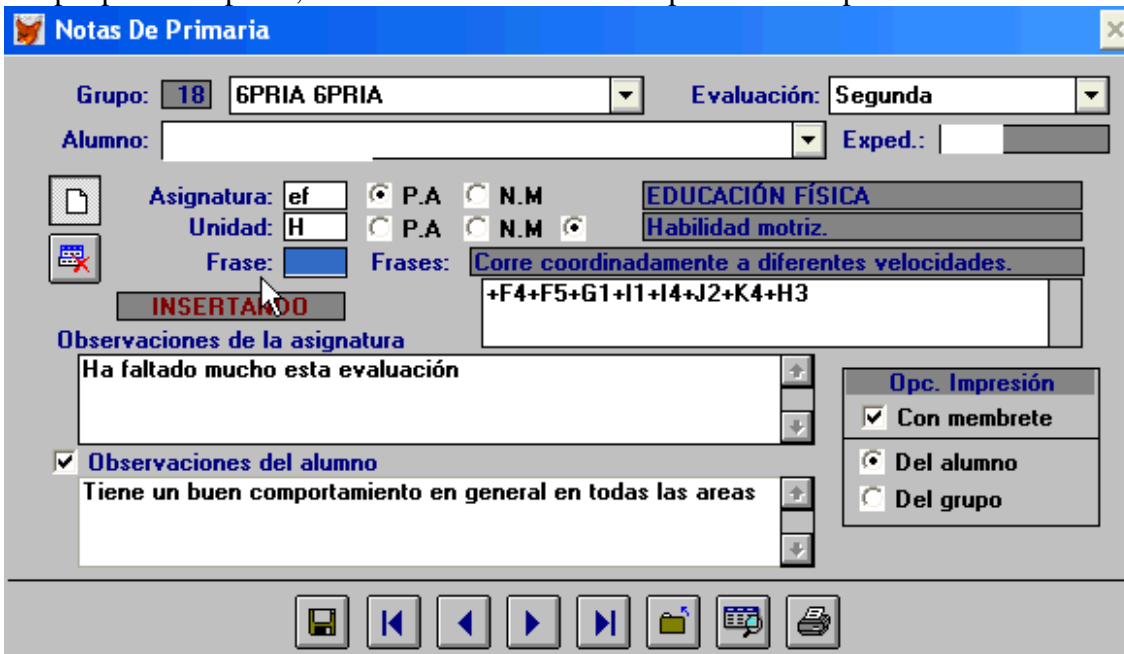 Notas De Primaria
Grupo: 18 6PRIA 6PRIA Evaluación: Segunda
Alumno: Exped.:
Asignatura: ef P.A N.M EDUCACIÓN FÍSICA
Unidad: H P.A N.M Habilidad motriz.
Frase: Frases: Corre coordinadamente a diferentes velocidades.
INSERTANDO +F4+F5+G1+I1+I4+J2+K4+H3
Observaciones de la asignatura
Ha faltado mucho esta evaluación
Opc. Impresión
Con membrete
Observaciones del alumno
Del alumno
Tiene un buen comportamiento en general en todas las areas
Del grupo